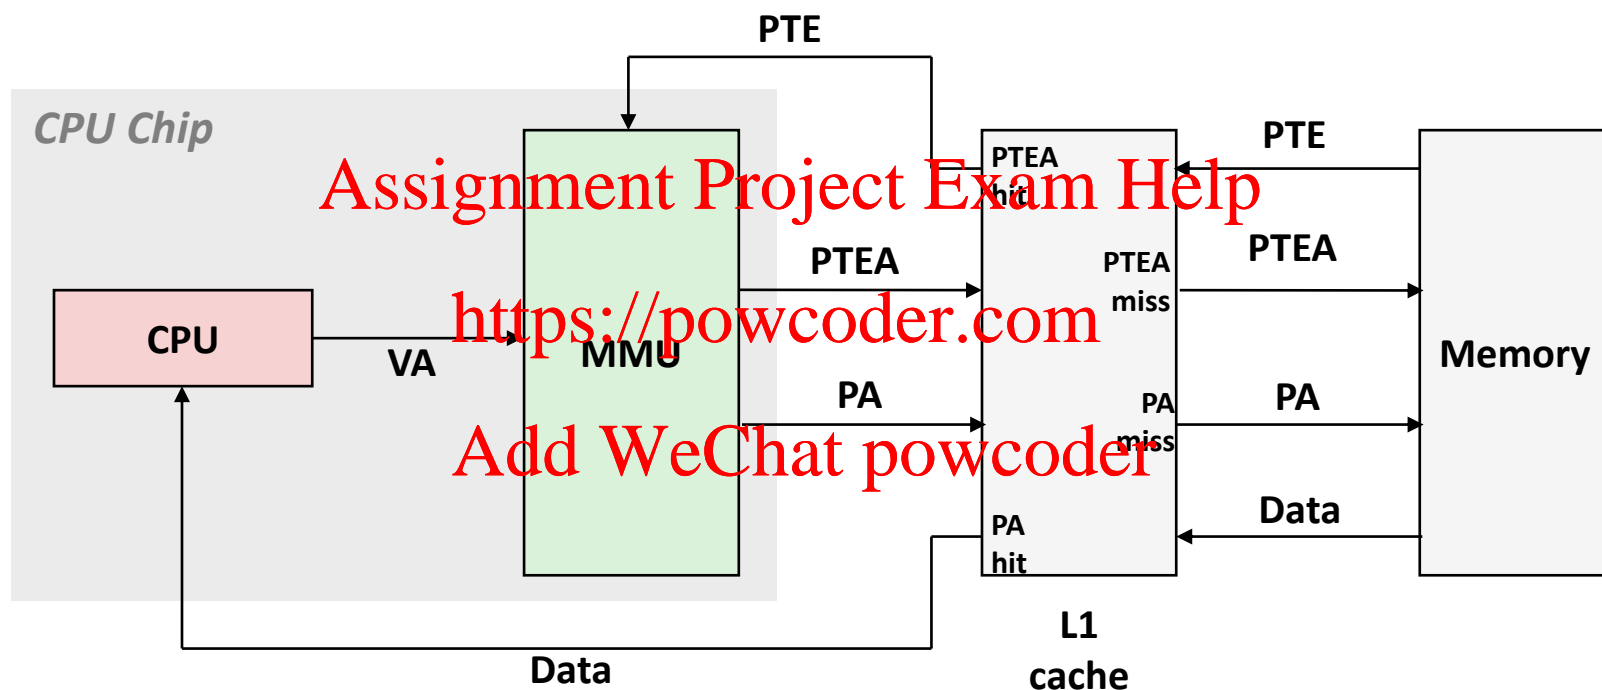 PTE
CPU Chip
PTEA
hit
PTE
Assignment Project Exam Help
PTEA
PTEA
miss
PTEA
https://powcoder.com
CPU
VA
MMU
Memory
PA
PA
miss
PA
Add WeChat powcoder
PA
hit
Data
L1
cache
Data